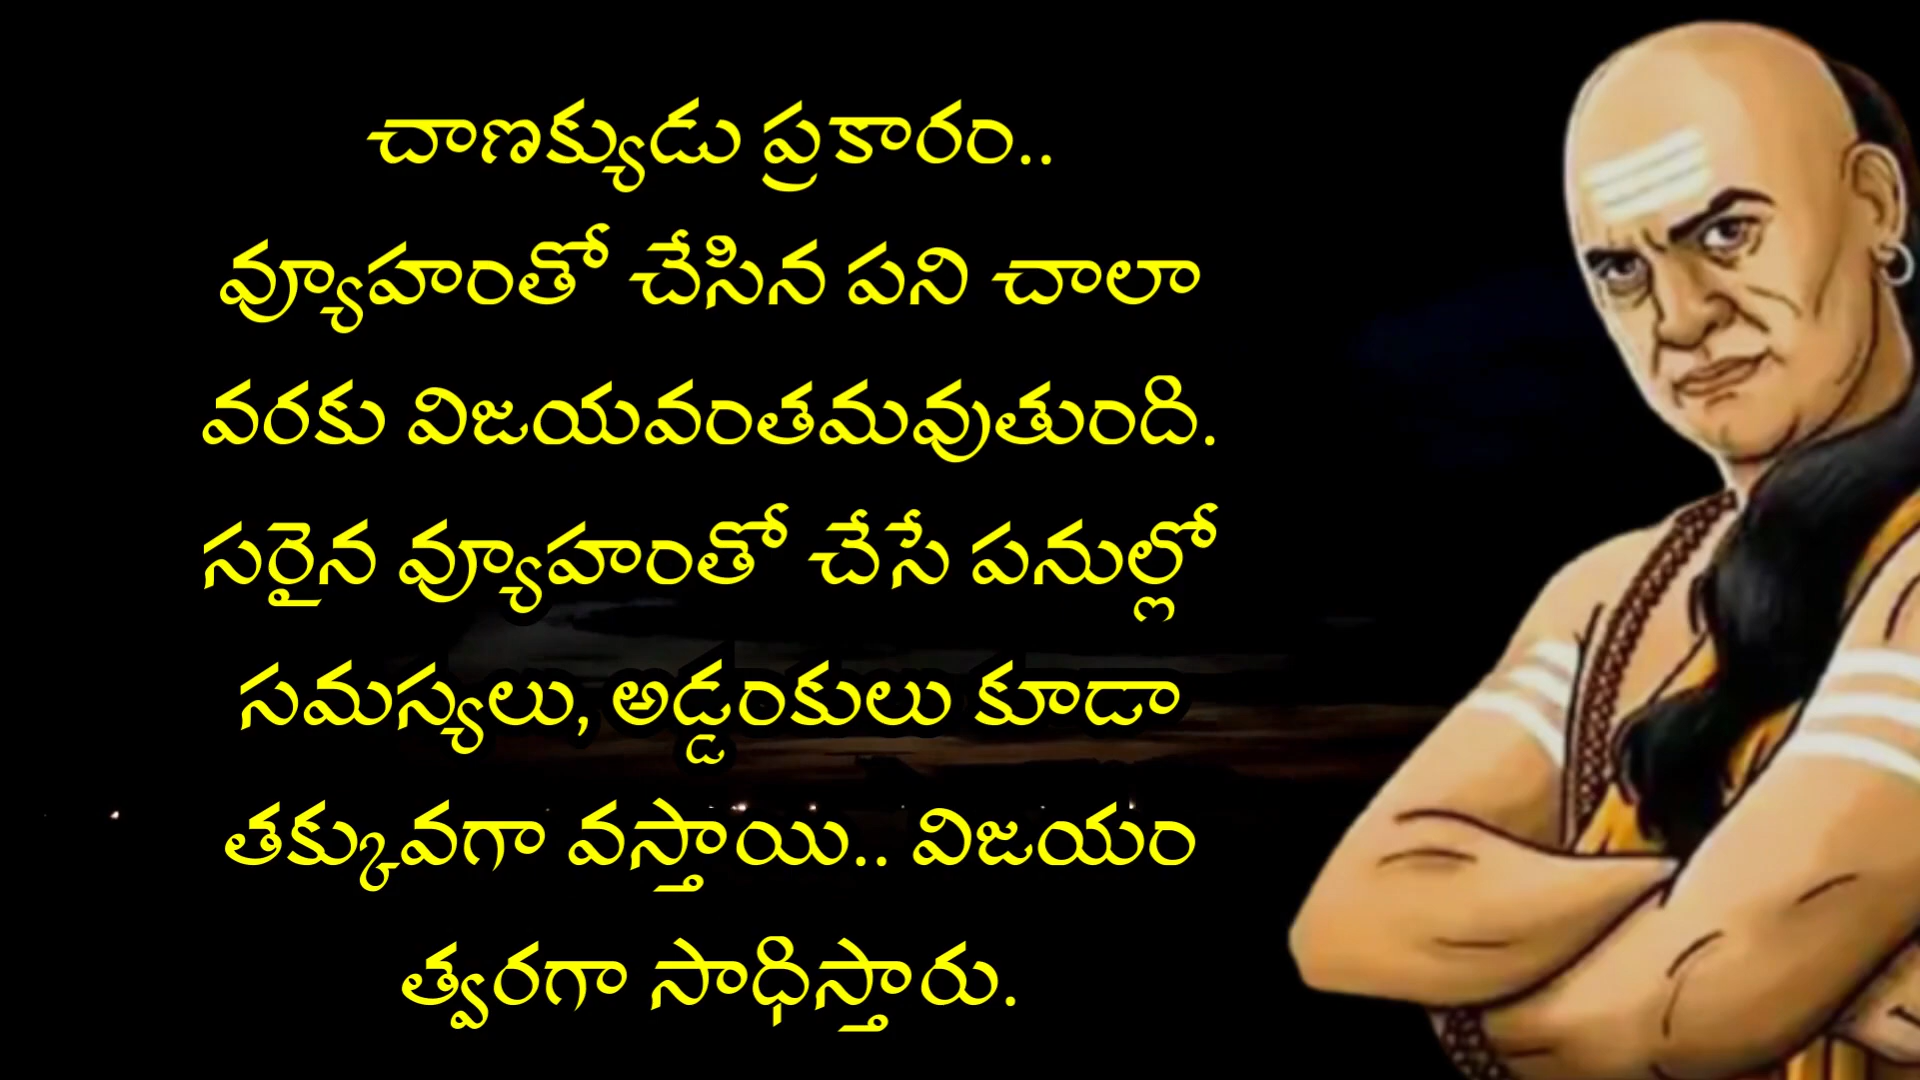 చాణక్యుడు ప్రకారం..
వ్యూహంతో చేసిన పని చాలా
వరకు విజయవంతమవుతుంది.
సరైన వ్యూహంతో చేసే పనుల్లో
సమస్యలు, అడ్డంకులు కూడా
తక్కువగా వస్తాయి.. విజయం
త్వరగా సాధిస్తారు.